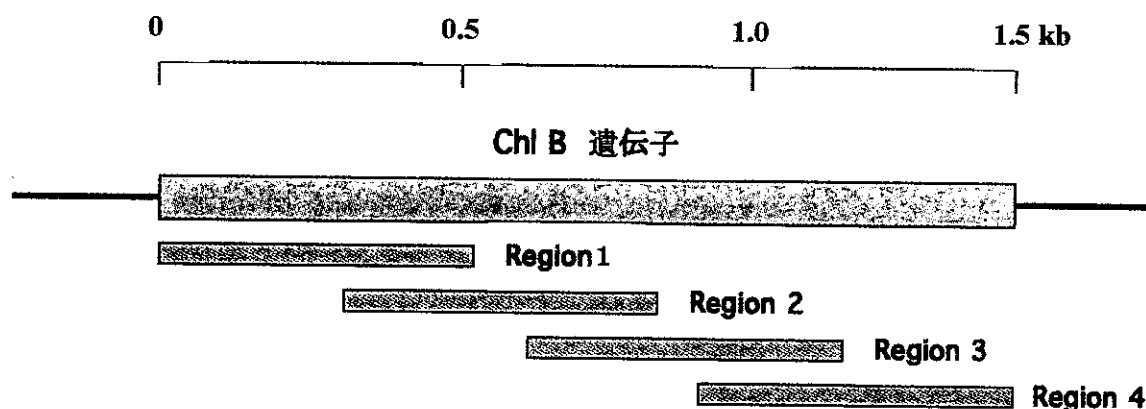 0 0.5 1.0 1.5 kb
Chi B 遺伝子
Region 1
Region 2
Region 3
Region 4